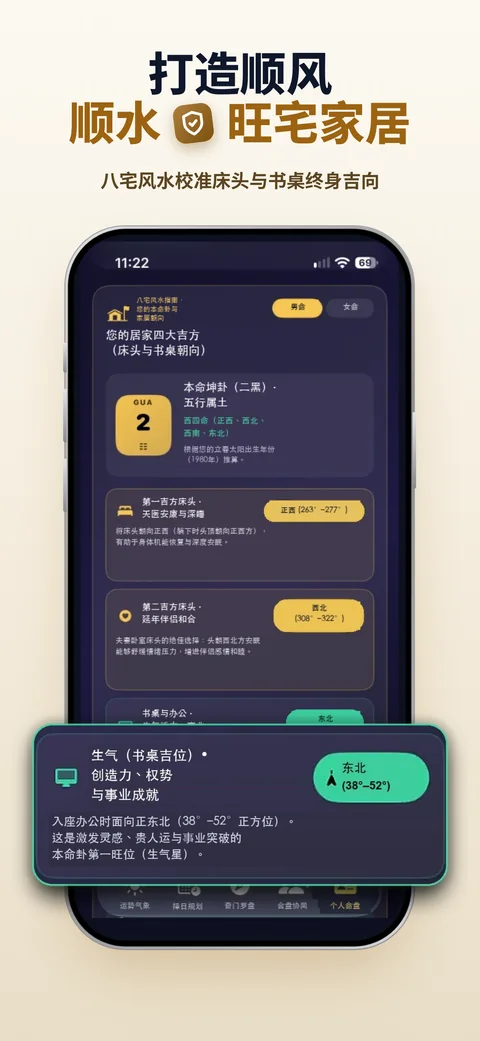 打造顺风
顺水 旺宅家居
八宅风水校准床头与书桌终身吉向
11:22
69
八宅风水指南·
您的本命卦与
家居朝向
男命
女命
您的居家四大吉方
（床头与书桌朝向）
GUA
2
☷
本命坤卦（二黑）·
五行属土
西四命（正西、西北、
西南、东北）
根据您的立春太阳出生年份
（1980年）推算。
第一吉方床头·
天医安康与深睡
正西 (263°–277°)
将床头朝向正西（躺下时头顶朝向正西方），
有助于身体机能恢复与深度安眠。
第二吉方床头·
延年伴侣和合
西北
(308°–322°)
夫妻卧室床头的绝佳选择：头朝西北方安眠
能够舒缓情绪压力，增进伴侣感情和睦。
书桌与办公·
东北
生气（书桌吉位）•
创造力、权势
与事业成就
东北
(38°–52°)
入座办公时面向正东北（38°–52°正方位）。
这是激发灵感、贵人运与事业突破的
本命卦第一旺位（生气星）。
运势气象
择日规划
奇门罗盘
合盘协同
个人命盘